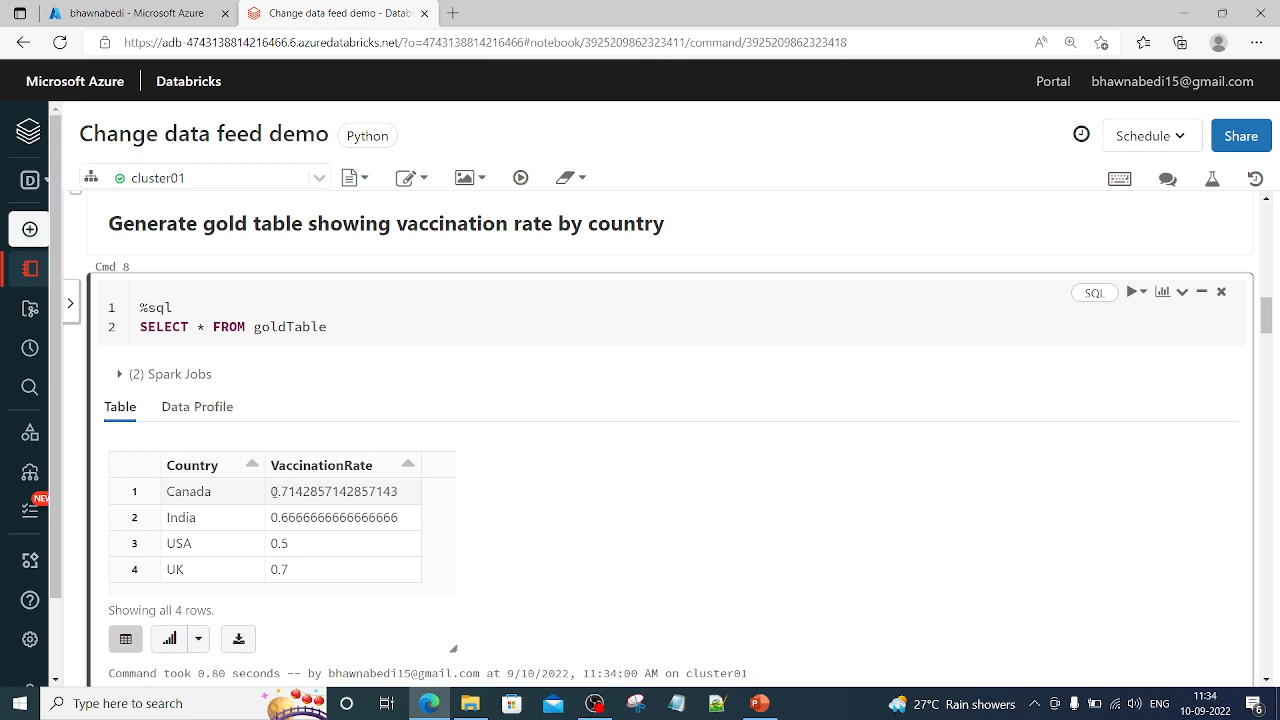 bhawnabedi - Microsoft Azure
Change data feed demo - Datab
https://adb-4743138814216466.6.azuredatabricks.net/?o=4743138814216466#notebook/3925209862323411/command/3925209862323418
Microsoft Azure
Databricks
Portal
bhawnabedi15@gmail.com
D
Change data feed demo
Python
Schedule
Share
cluster01
Generate gold table showing vaccination rate by country
Cmd 8
SQL
1 %sql
2 SELECT * FROM goldTable
(2) Spark Jobs
Table
Data Profile
Country VaccinationRate
1 Canada 0.7142857142857143
2 India 0.6666666666666666
3 USA 0.5
4 UK 0.7
NEW
Showing all 4 rows.
Command took 0.80 seconds -- by bhawnabedi15@gmail.com at 9/10/2022, 11:34:00 AM on cluster01
Type here to search
27°C Rain showers
ENG
11:34
10-09-2022
6